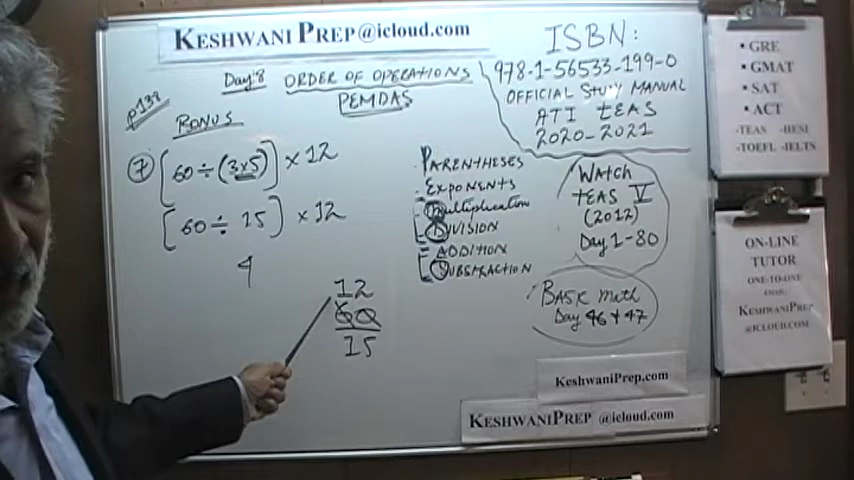 KESHWANI PREP@icloud.com
Day 8 ORDER OF OPERATIONS
PEMDAS
p139
BONUS
7 [60 ÷ (3×5)] × 12
[60 ÷ 15] × 12
4
12
60
15
PARENTHESES
EXPONENTS
Multiplication
DIVISION
ADDITION
SUBSTRACTION
ISBN:
978-1-56533-199-0
OFFICIAL STUDY MANUAL
ATI TEAS
2020-2021
WATCH
TEAS V
(2012)
Day 1-80
BASIC math
Day 46 & 47
KESHWANIPREP.COM
KESHWANIPREP @icloud.com
• GRE
• GMAT
• SAT
• ACT
-TEAS -HESI
-TOEFL -IELTS
ON-LINE
TUTOR
ONE-TO-ONE
KESHWANIPREP
@ICLOUD.COM